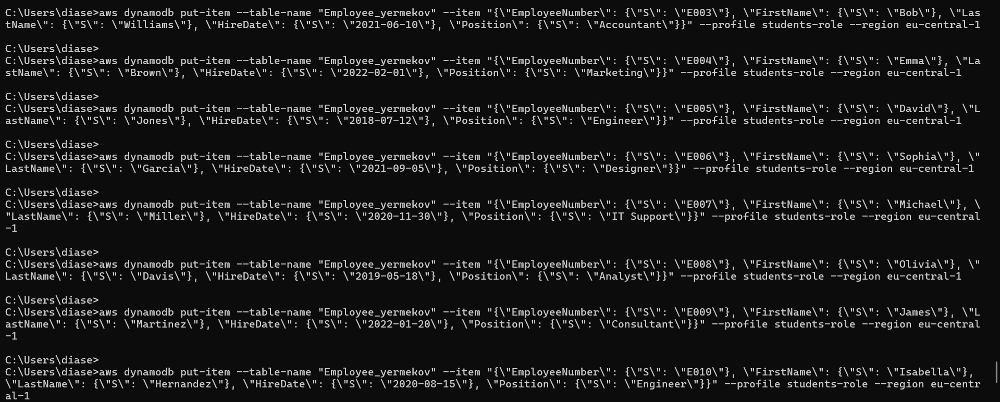 C:\Users\diase>aws dynamodb put-item --table-name "Employee_yermekov" --item "{\"EmployeeNumber\": {\"S\": \"E003\"}, \"FirstName\": {\"S\": \"Bob\"}, \"Las
tName\": {\"S\": \"Williams\"}, \"HireDate\": {\"S\": \"2021-06-10\"}, \"Position\": {\"S\": \"Accountant\"}}" --profile students-role --region eu-central-1
C:\Users\diase>
C:\Users\diase>aws dynamodb put-item --table-name "Employee_yermekov" --item "{\"EmployeeNumber\": {\"S\": \"E004\"}, \"FirstName\": {\"S\": \"Emma\"}, \"La
stName\": {\"S\": \"Brown\"}, \"HireDate\": {\"S\": \"2022-02-01\"}, \"Position\": {\"S\": \"Marketing\"}}" --profile students-role --region eu-central-1
C:\Users\diase>
C:\Users\diase>aws dynamodb put-item --table-name "Employee_yermekov" --item "{\"EmployeeNumber\": {\"S\": \"E005\"}, \"FirstName\": {\"S\": \"David\"}, \"L
astName\": {\"S\": \"Jones\"}, \"HireDate\": {\"S\": \"2018-07-12\"}, \"Position\": {\"S\": \"Engineer\"}}" --profile students-role --region eu-central-1
C:\Users\diase>
C:\Users\diase>aws dynamodb put-item --table-name "Employee_yermekov" --item "{\"EmployeeNumber\": {\"S\": \"E006\"}, \"FirstName\": {\"S\": \"Sophia\"}, \"
LastName\": {\"S\": \"Garcia\"}, \"HireDate\": {\"S\": \"2021-09-05\"}, \"Position\": {\"S\": \"Designer\"}}" --profile students-role --region eu-central-1
C:\Users\diase>
C:\Users\diase>aws dynamodb put-item --table-name "Employee_yermekov" --item "{\"EmployeeNumber\": {\"S\": \"E007\"}, \"FirstName\": {\"S\": \"Michael\"}, \
"LastName\": {\"S\": \"Miller\"}, \"HireDate\": {\"S\": \"2020-11-30\"}, \"Position\": {\"S\": \"IT Support\"}}" --profile students-role --region eu-central
-1
C:\Users\diase>
C:\Users\diase>aws dynamodb put-item --table-name "Employee_yermekov" --item "{\"EmployeeNumber\": {\"S\": \"E008\"}, \"FirstName\": {\"S\": \"Olivia\"}, \"
LastName\": {\"S\": \"Davis\"}, \"HireDate\": {\"S\": \"2019-05-18\"}, \"Position\": {\"S\": \"Analyst\"}}" --profile students-role --region eu-central-1
C:\Users\diase>
C:\Users\diase>aws dynamodb put-item --table-name "Employee_yermekov" --item "{\"EmployeeNumber\": {\"S\": \"E009\"}, \"FirstName\": {\"S\": \"James\"}, \"L
astName\": {\"S\": \"Martinez\"}, \"HireDate\": {\"S\": \"2022-01-20\"}, \"Position\": {\"S\": \"Consultant\"}}" --profile students-role --region eu-central
-1
C:\Users\diase>
C:\Users\diase>aws dynamodb put-item --table-name "Employee_yermekov" --item "{\"EmployeeNumber\": {\"S\": \"E010\"}, \"FirstName\": {\"S\": \"Isabella\"},
\"LastName\": {\"S\": \"Hernandez\"}, \"HireDate\": {\"S\": \"2020-08-15\"}, \"Position\": {\"S\": \"Engineer\"}}" --profile students-role --region eu-centr
al-1